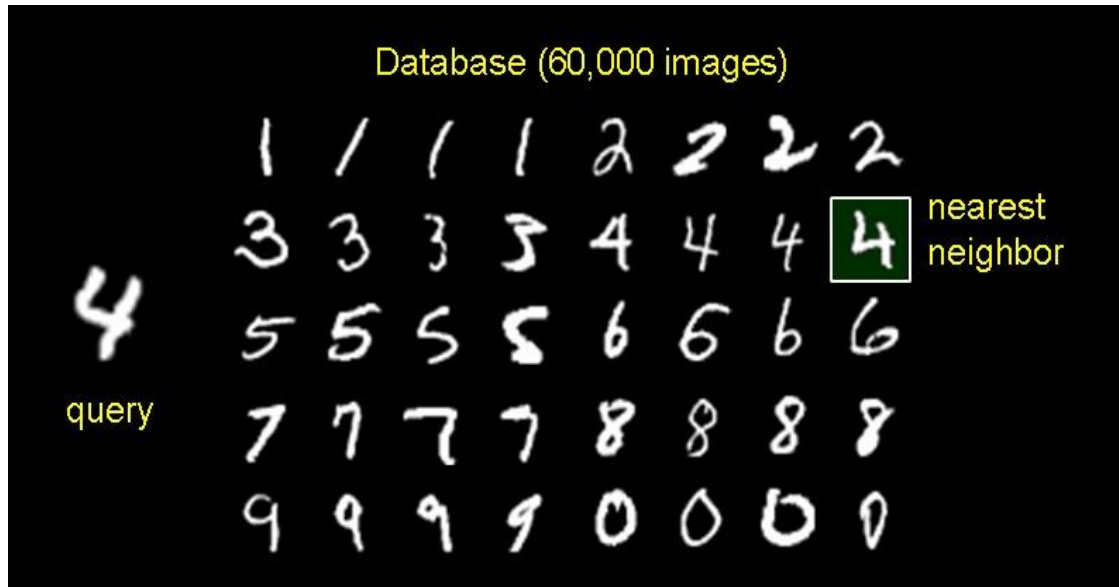 Database (60,000 images)
1 1 1 1 2 2 2 2
3 3 3 3 4 4 4 4
nearest
neighbor
4
5 5 5 5 6 6 6 6
query
7 7 7 7 8 8 8 8
9 9 9 9 0 0 0 0